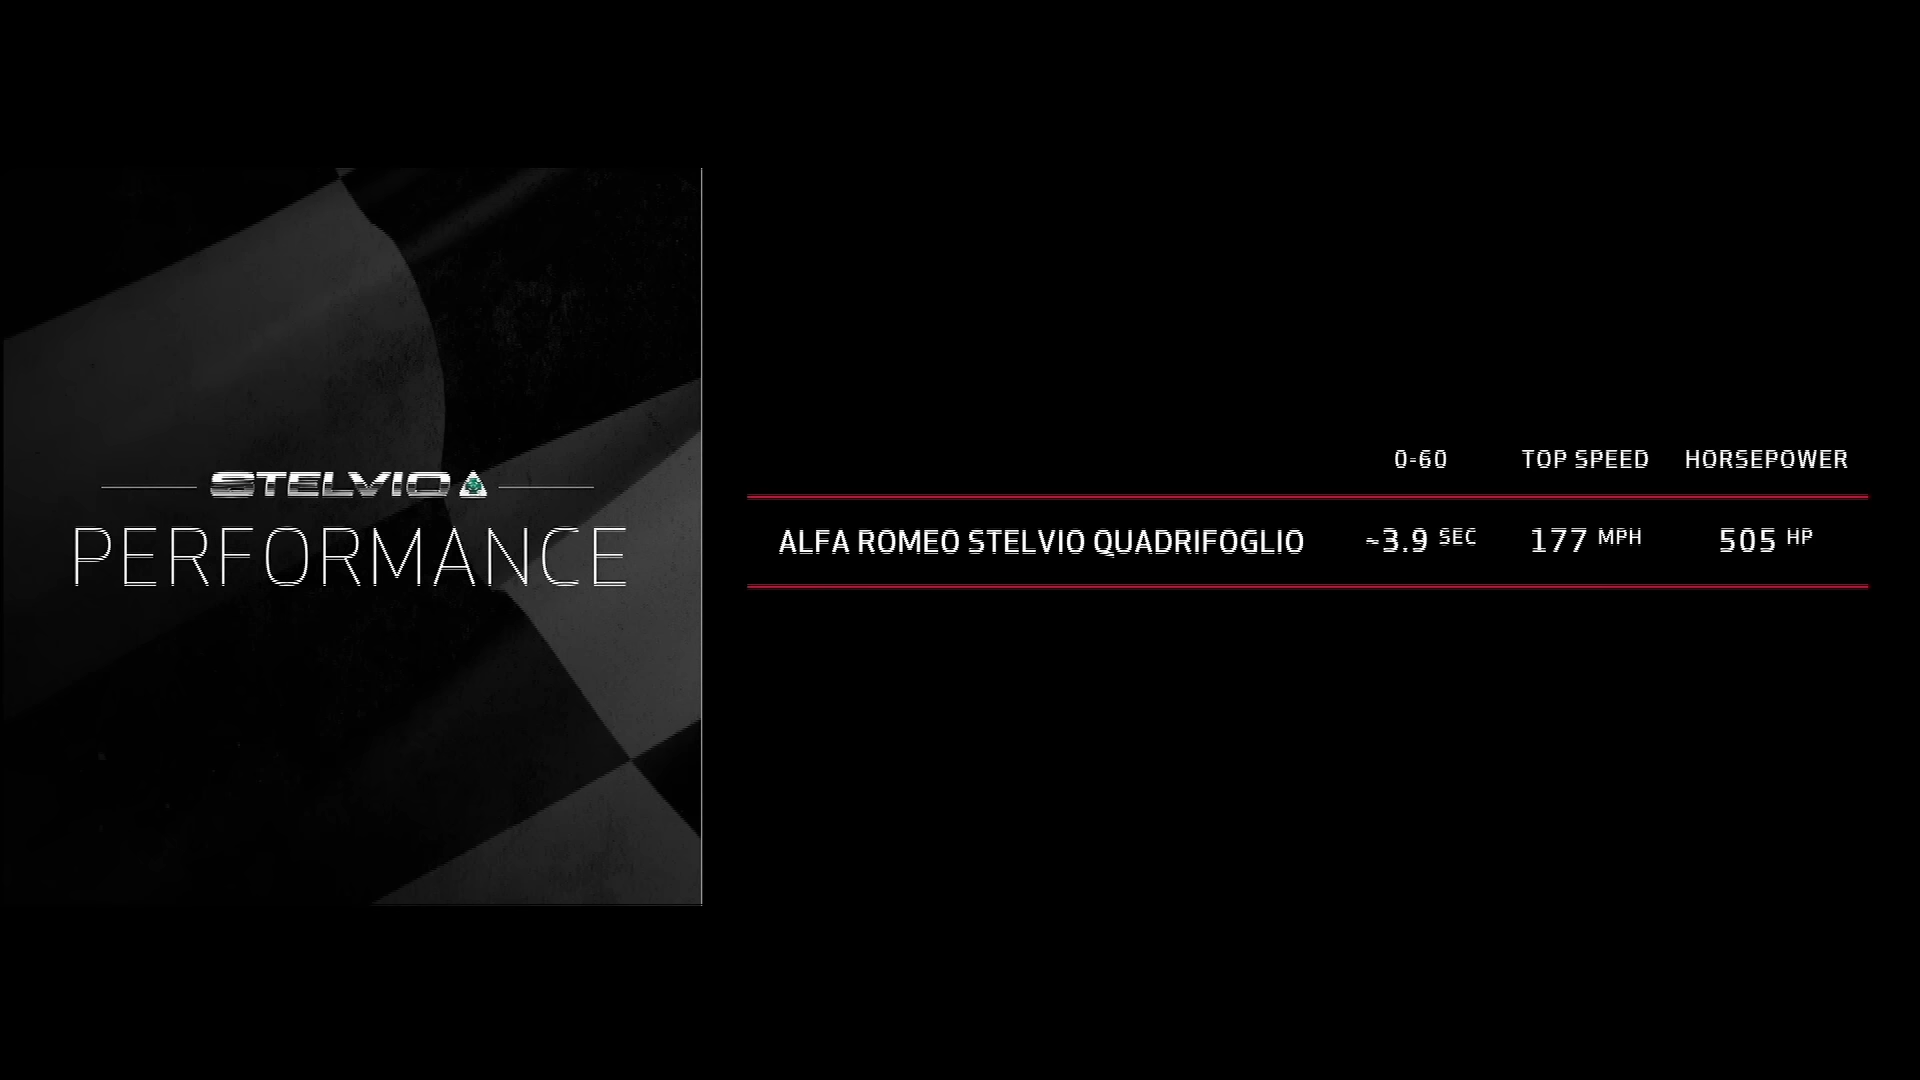 STELVIO
PERFORMANCE
0-60 TOP SPEED HORSEPOWER
ALFA ROMEO STELVIO QUADRIFOGLIO ~3.9 SEC 177 MPH 505 HP